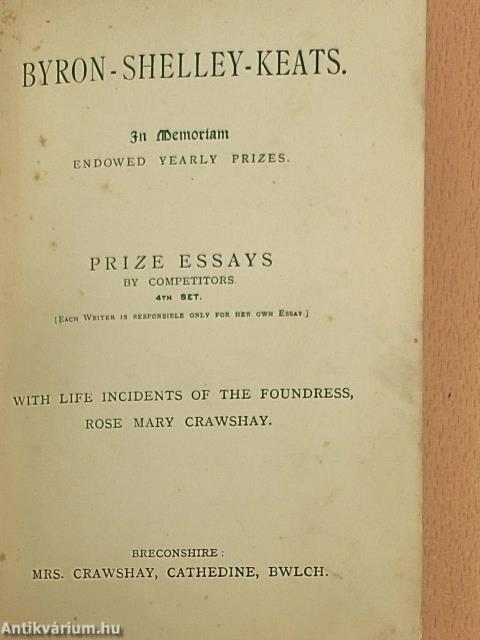 BYRON-SHELLEY-KEATS.
In Memoriam
ENDOWED YEARLY PRIZES.
PRIZE ESSAYS
BY COMPETITORS.
4TH SET.
[EACH WRITER IS RESPONSIBLE ONLY FOR HER OWN ESSAY.]
WITH LIFE INCIDENTS OF THE FOUNDRESS,
ROSE MARY CRAWSHAY.
BRECONSHIRE:
MRS. CRAWSHAY, CATHEDINE, BWLCH.
Antikvárium.hu